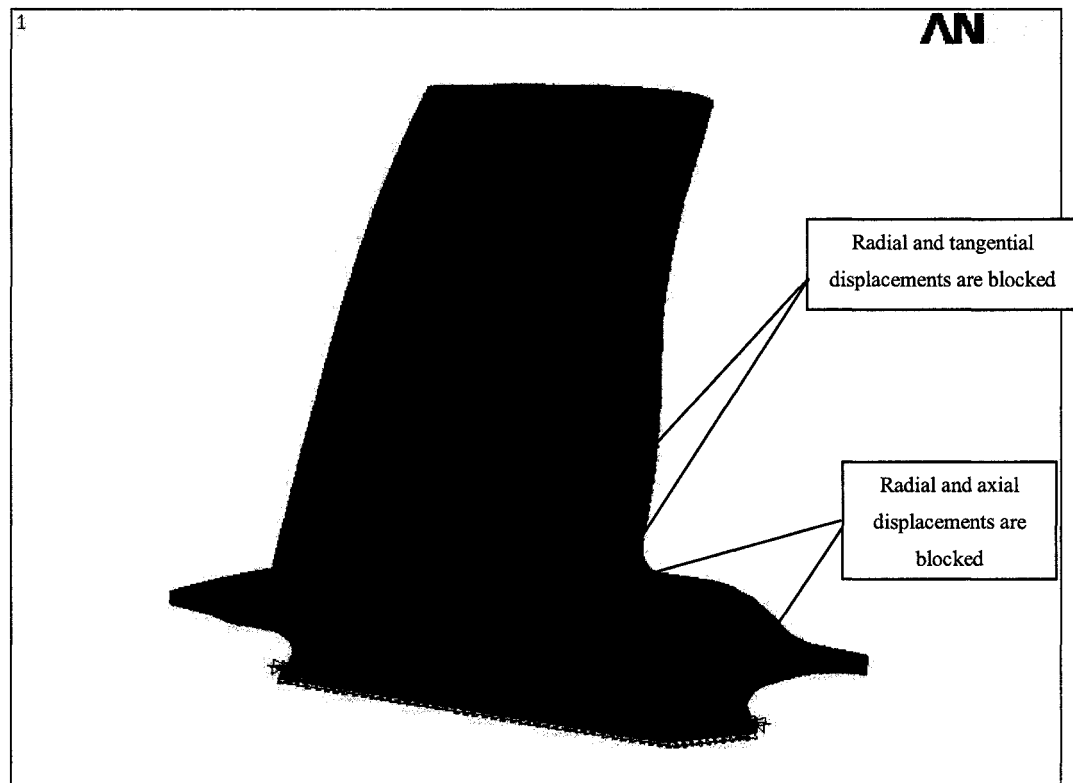 1
AN
Radial and tangential
displacements are blocked
Radial and axial
displacements are
blocked